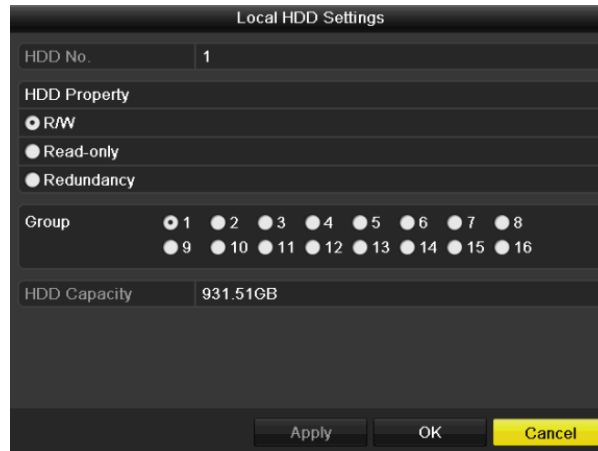 Local HDD Settings
HDD No. 1
HDD Property
R/W
Read-only
Redundancy
Group 1 2 3 4 5 6 7 8
9 10 11 12 13 14 15 16
HDD Capacity 931.51GB
Apply OK Cancel